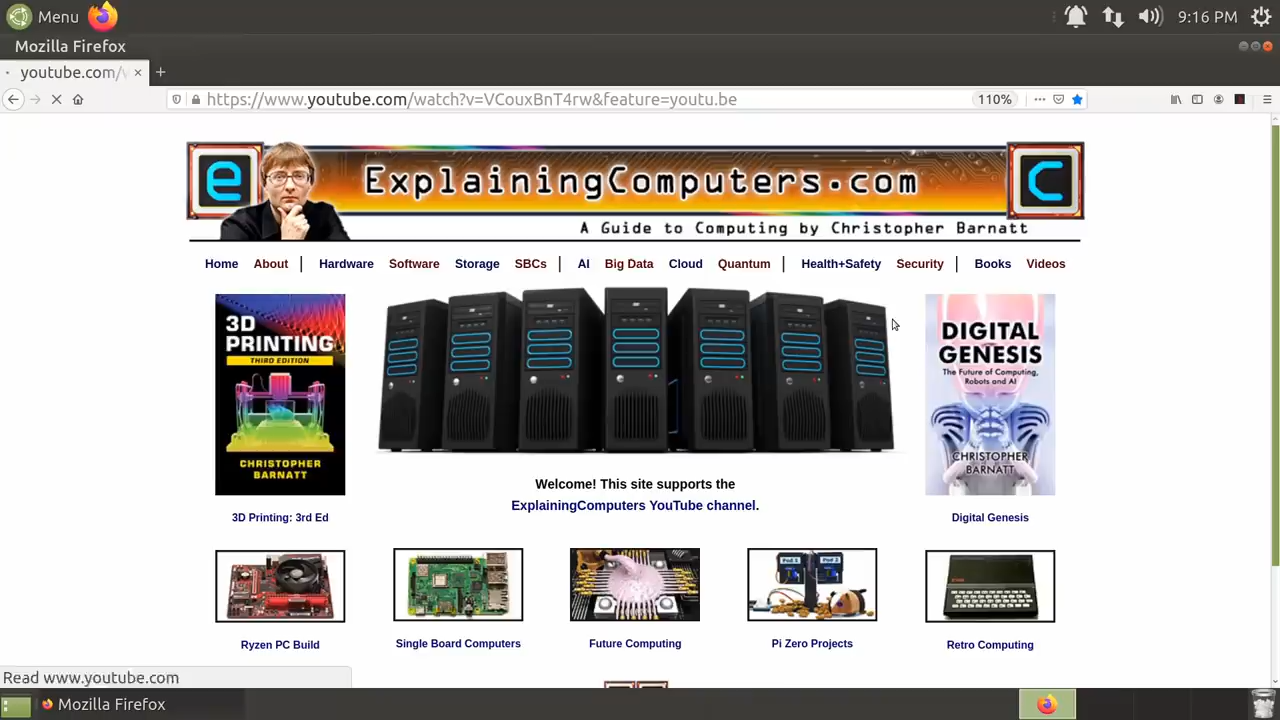 Menu
9:16 PM
Mozilla Firefox
youtube.com/
https://www.youtube.com/watch?v=VCouxBnT4rw&feature=youtu.be
110%
e
ExplainingComputers.com
C
A Guide to Computing by Christopher Barnatt
Home About | Hardware Software Storage SBCs | AI Big Data Cloud Quantum | Health+Safety Security | Books Videos
3D
PRINTING
THIRD EDITION
CHRISTOPHER
BARNATT
DIGITAL
GENESIS
The Future of Computing,
Robots and AI
CHRISTOPHER
BARNATT
Welcome! This site supports the
ExplainingComputers YouTube channel.
3D Printing: 3rd Ed
Digital Genesis
Pod 1
Pod 2
Ryzen PC Build
Single Board Computers
Future Computing
Pi Zero Projects
Retro Computing
Read www.youtube.com
Mozilla Firefox